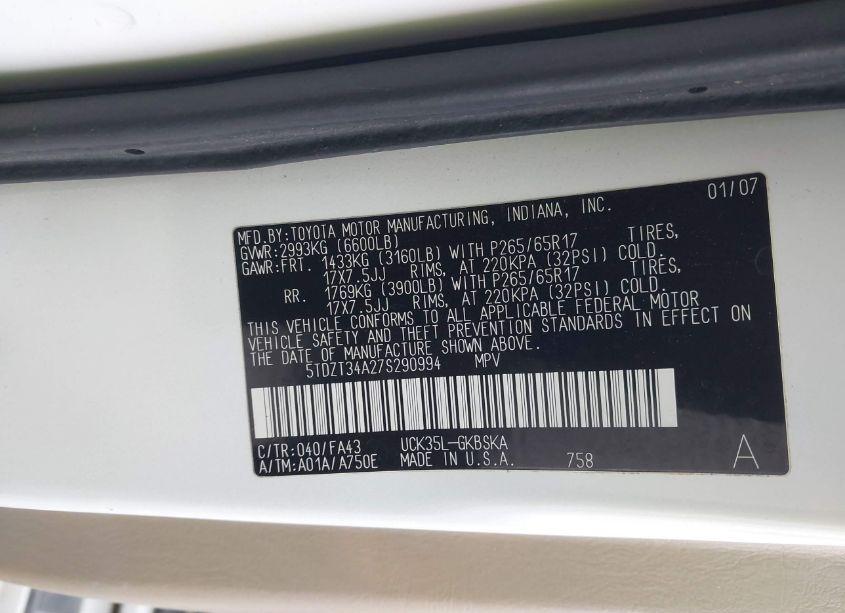 01/07
MFD.BY:TOYOTA MOTOR MANUFACTURING, INDIANA, INC.
GVWR:2993KG (6600LB)
GAWR:FRT. 1433KG (3160LB) WITH P265/65R17 TIRES,
17X7.5JJ RIMS, AT 220KPA (32PSI) COLD.
RR. 1769KG (3900LB) WITH P265/65R17 TIRES,
17X7.5JJ RIMS, AT 220KPA (32PSI) COLD.
THIS VEHICLE CONFORMS TO ALL APPLICABLE FEDERAL MOTOR
VEHICLE SAFETY AND THEFT PREVENTION STANDARDS IN EFFECT ON
THE DATE OF MANUFACTURE SHOWN ABOVE.
5TDZT34A27S290994 MPV
C/TR:040/FA43 UCK35L-GKBSKA
A/TM:A01A/A750E MADE IN U.S.A. 758 A